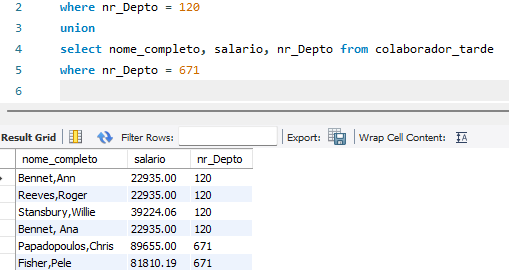 2 where nr_Depto = 120
3 union
4 select nome_completo, salario, nr_Depto from colaborador_tarde
5 where nr_Depto = 671
6
Result Grid Filter Rows: Export: Wrap Cell Content:
nome_completo salario nr_Depto
Bennet,Ann 22935.00 120
Reeves,Roger 22935.00 120
Stansbury,Willie 39224.06 120
Bennet, Ana 22935.00 120
Papadopoulos,Chris 89655.00 671
Fisher,Pele 81810.19 671